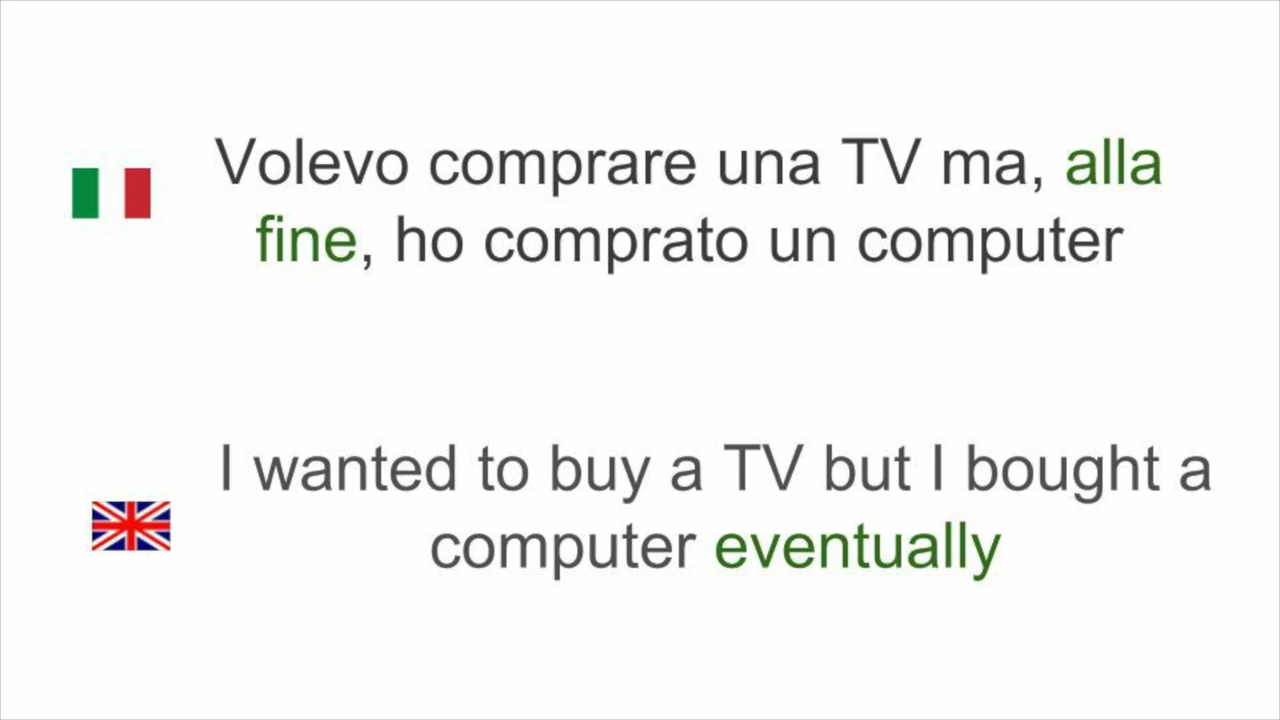 Volevo comprare una TV ma, alla
fine, ho comprato un computer
I wanted to buy a TV but I bought a
computer eventually